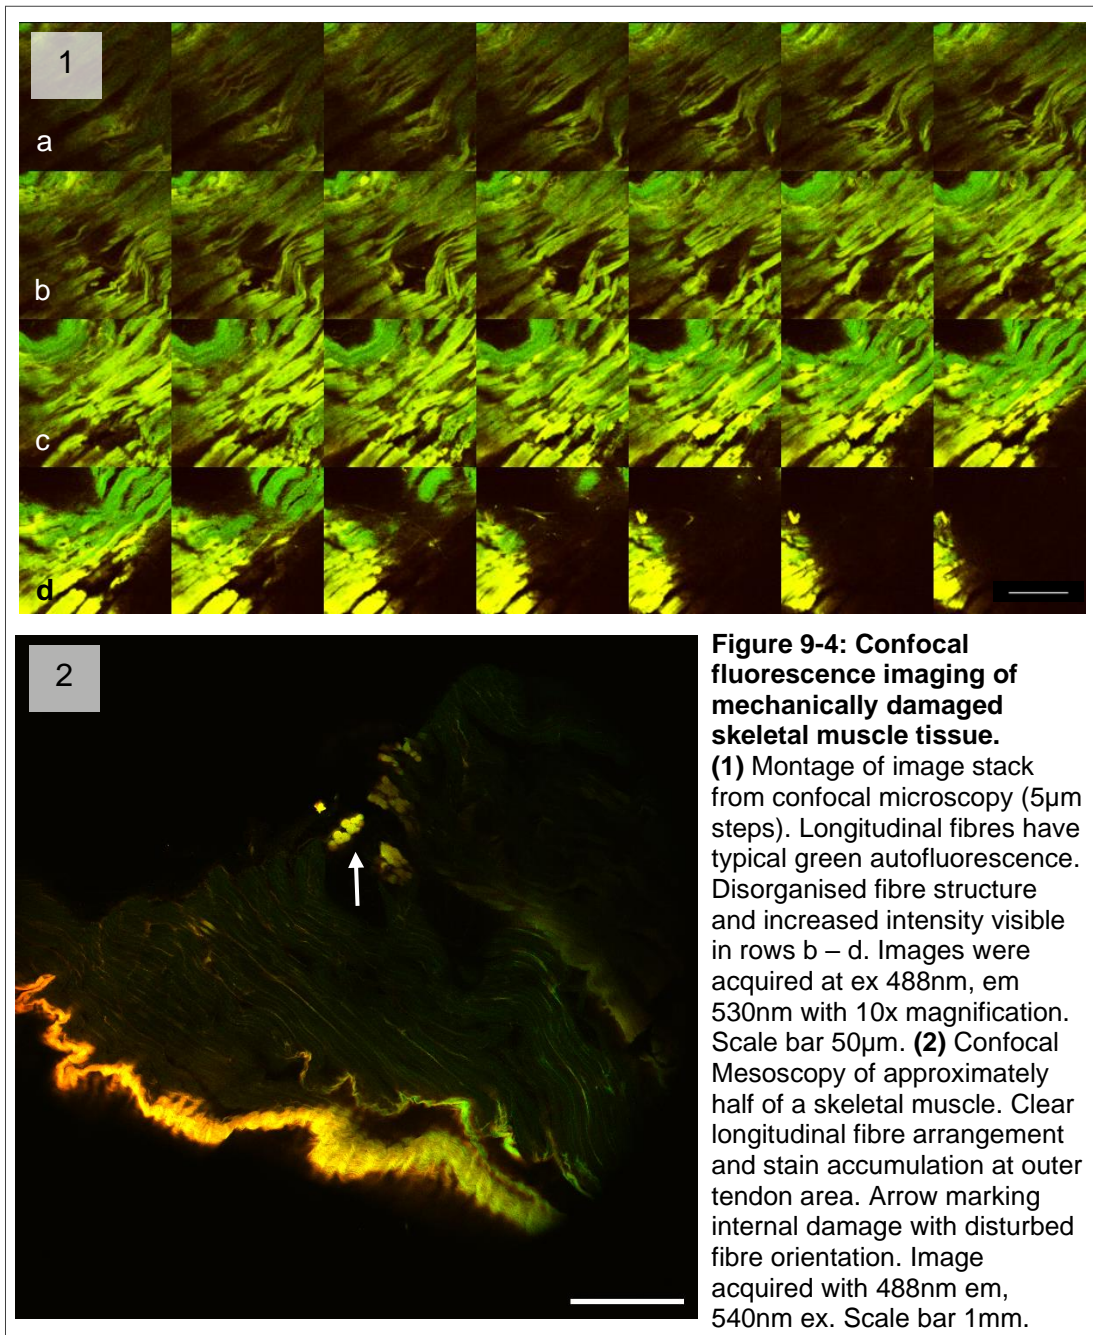 1
a
b
c
d
2
Figure 9-4: Confocal
fluorescence imaging of
mechanically damaged
skeletal muscle tissue.
(1) Montage of image stack
from confocal microscopy (5µm
steps). Longitudinal fibres have
typical green autofluorescence.
Disorganised fibre structure
and increased intensity visible
in rows b – d. Images were
acquired at ex 488nm, em
530nm with 10x magnification.
Scale bar 50µm. (2) Confocal
Mesoscopy of approximately
half of a skeletal muscle. Clear
longitudinal fibre arrangement
and stain accumulation at outer
tendon area. Arrow marking
internal damage with disturbed
fibre orientation. Image
acquired with 488nm em,
540nm ex. Scale bar 1mm.